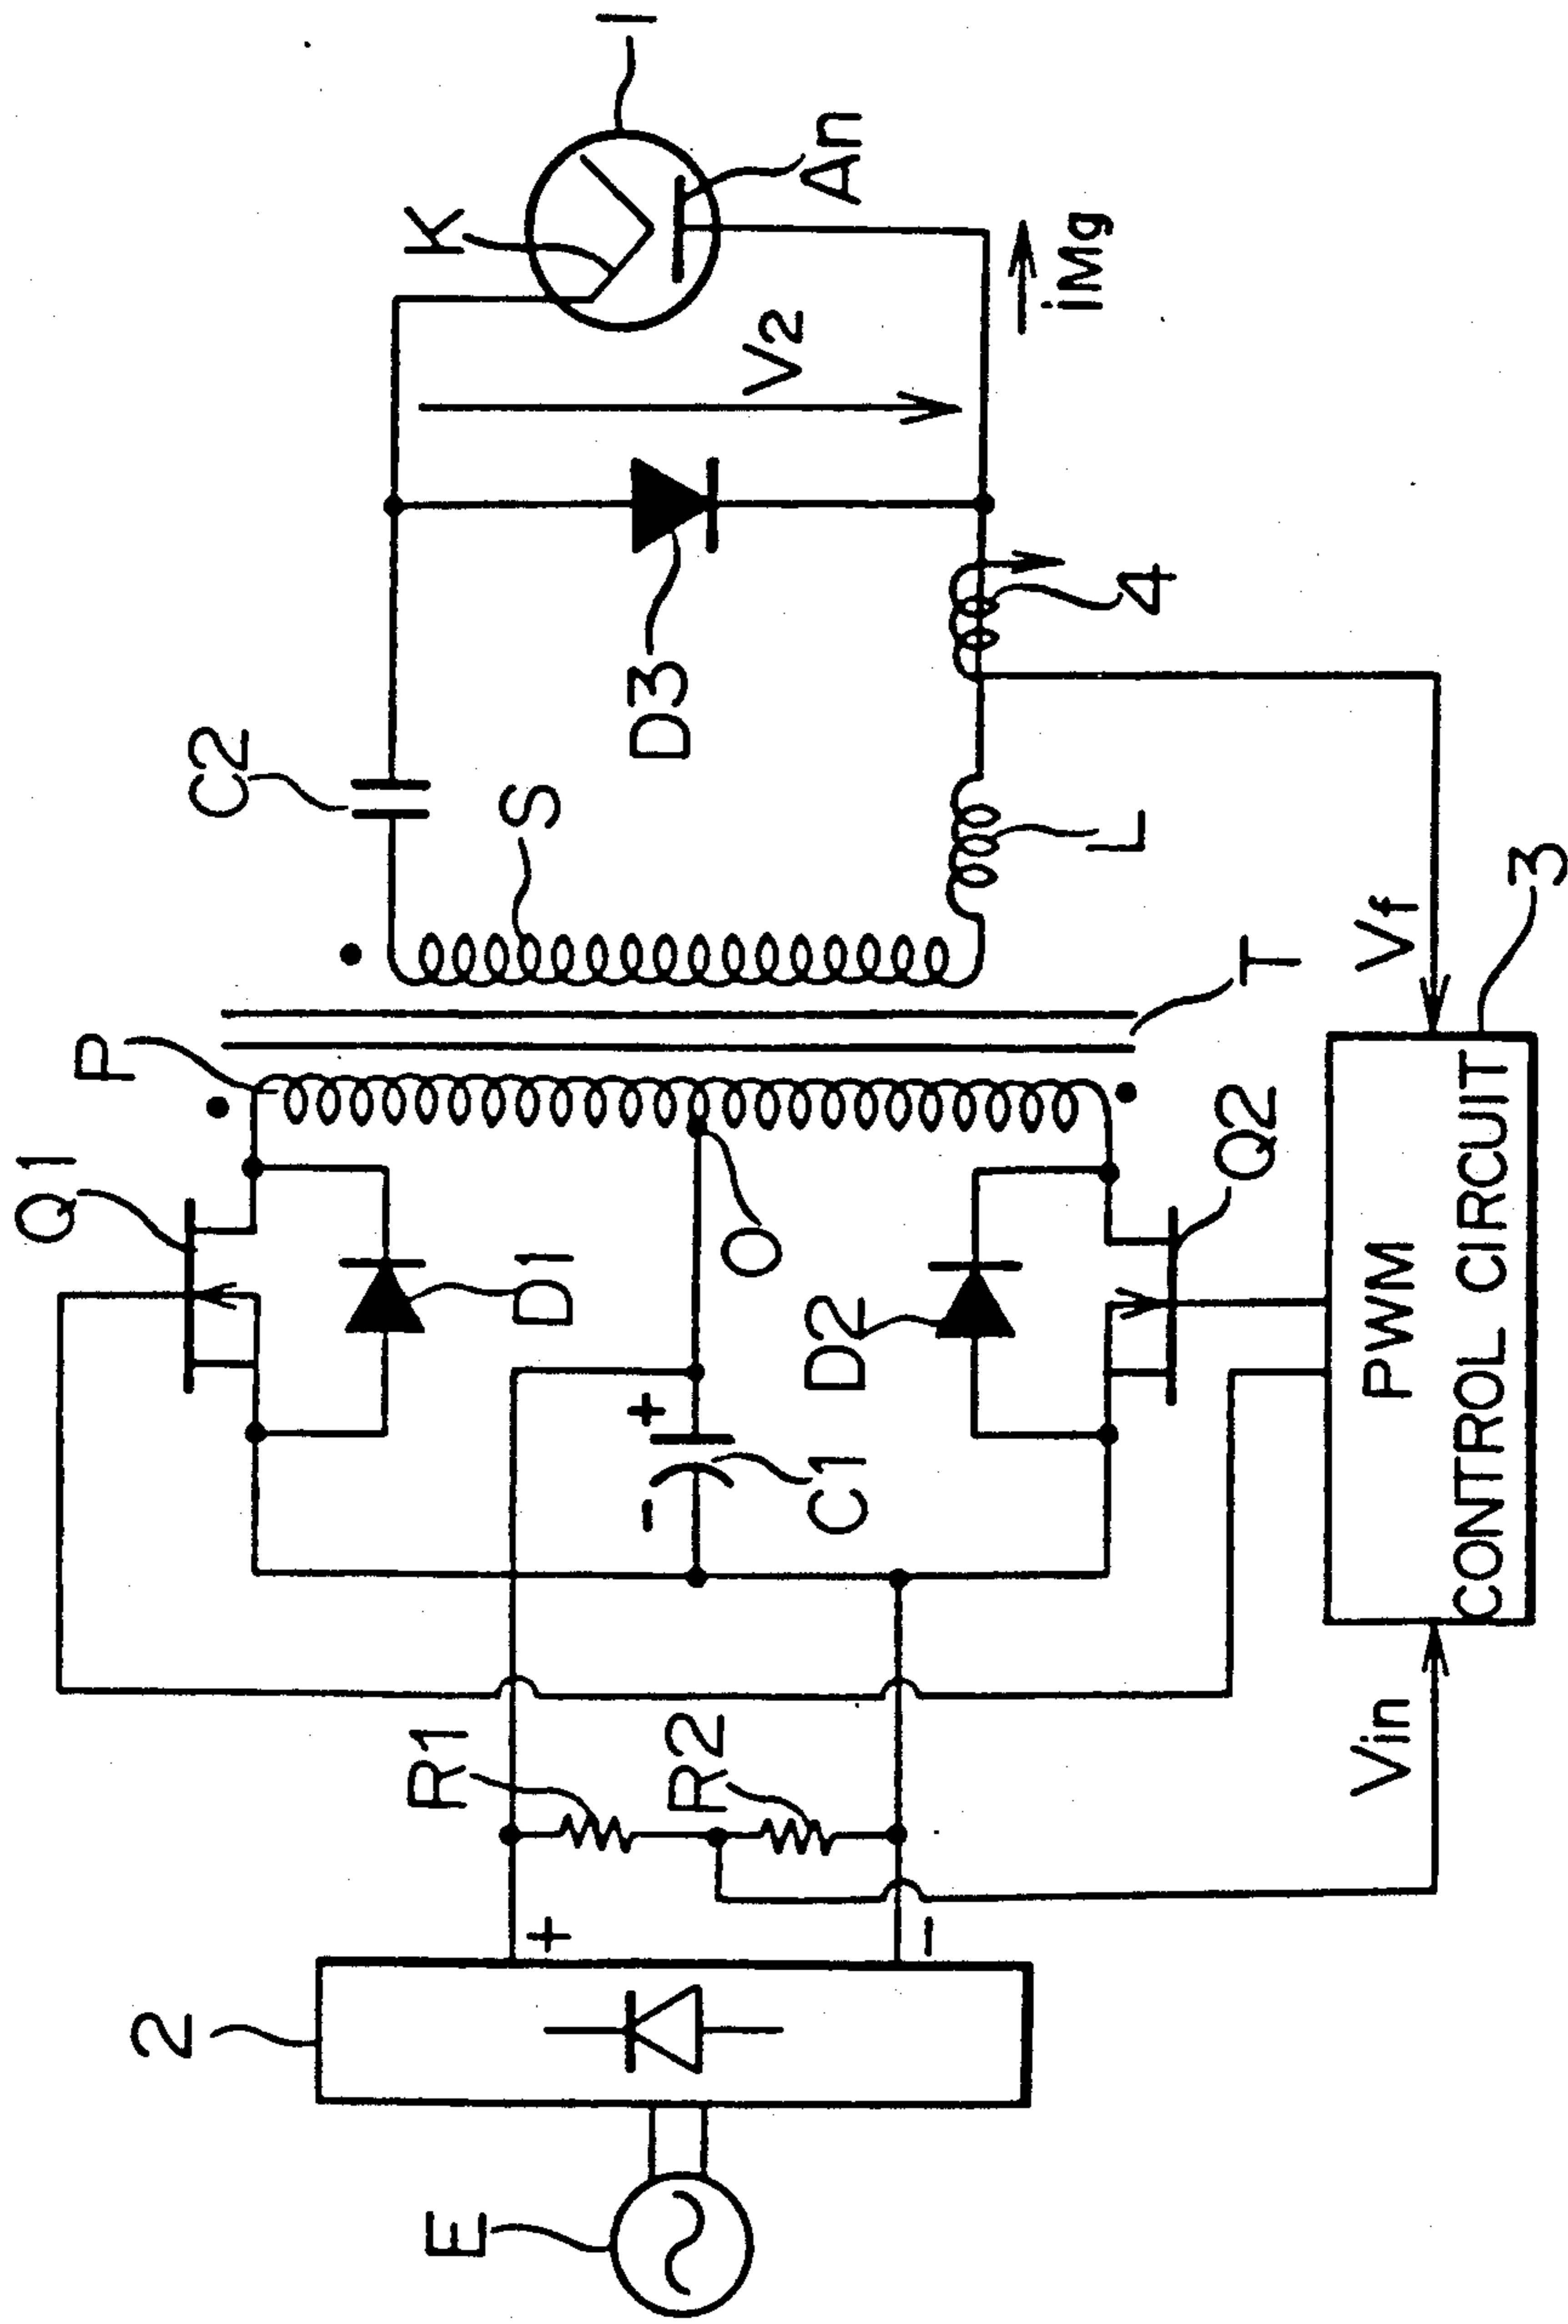 E
2
+
-
R1
R2
Vin
Q1
D1
P
-
+
C1
O
D2
Q2
PWM
CONTROL CIRCUIT
3
Vf
T
S
C2
L
4
D3
V2
K
An
iMg
1